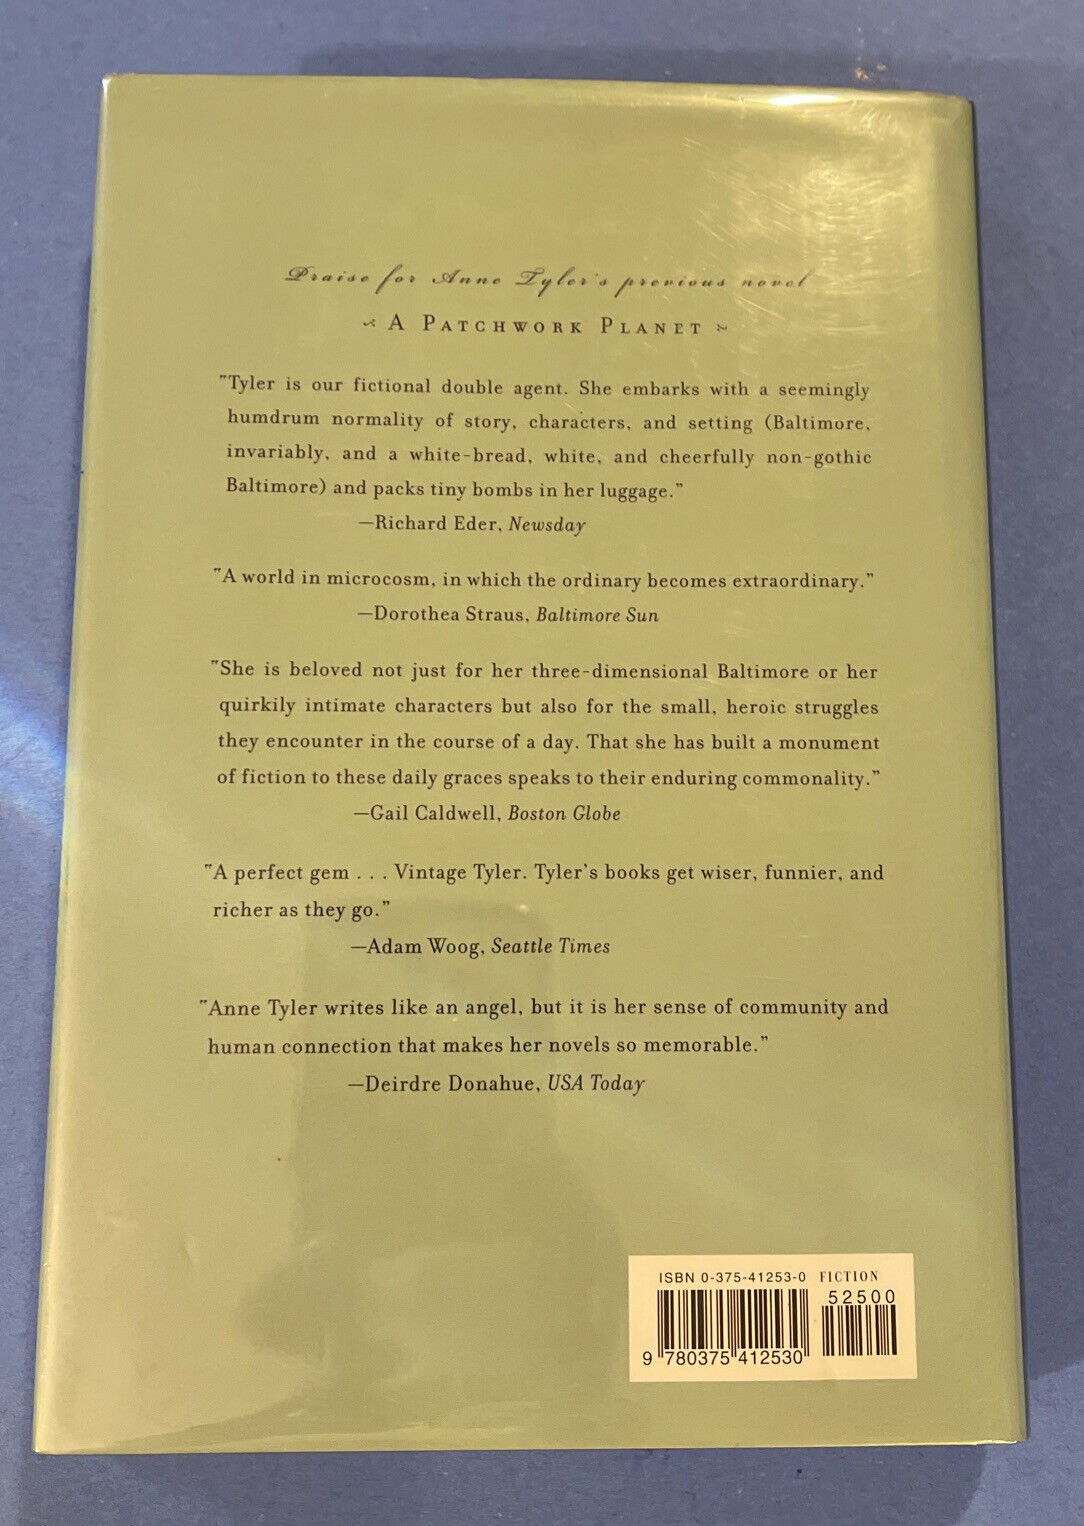 Praise for Anne Tyler's previous novel
A PATCHWORK PLANET
"Tyler is our fictional double agent. She embarks with a seemingly
humdrum normality of story, characters, and setting (Baltimore,
invariably, and a white-bread, white, and cheerfully non-gothic
Baltimore) and packs tiny bombs in her luggage."
—Richard Eder, Newsday
"A world in microcosm, in which the ordinary becomes extraordinary."
—Dorothea Straus, Baltimore Sun
"She is beloved not just for her three-dimensional Baltimore or her
quirkily intimate characters but also for the small, heroic struggles
they encounter in the course of a day. That she has built a monument
of fiction to these daily graces speaks to their enduring commonality."
—Gail Caldwell, Boston Globe
"A perfect gem . . . Vintage Tyler. Tyler's books get wiser, funnier, and
richer as they go."
—Adam Woog, Seattle Times
"Anne Tyler writes like an angel, but it is her sense of community and
human connection that makes her novels so memorable."
—Deirdre Donahue, USA Today
ISBN 0-375-41253-0 FICTION
52500
9 780375 412530